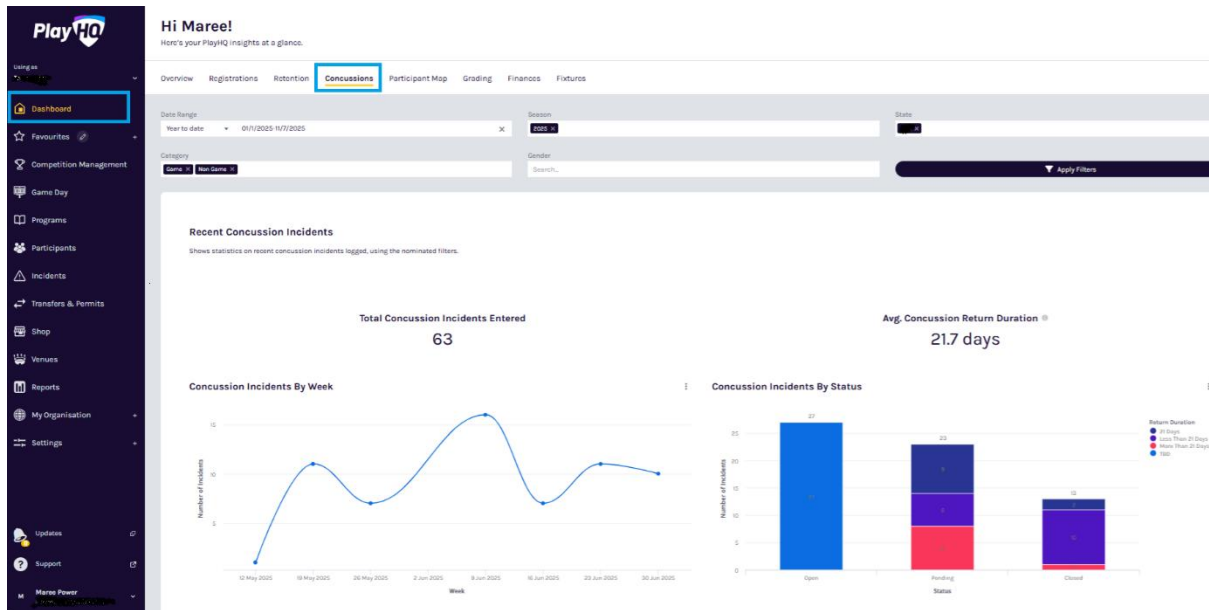 PlayHQ
Using as
Dashboard
Favourites
Competition Management
Game Day
Programs
Participants
Incidents
Transfers & Permits
Shop
Venues
Reports
My Organisation
Settings
Updates
Support
M Maree Power
Hi Maree!
Here's your PlayHQ insights at a glance.
Overview Registrations Retention Concussions Participant Map Grading Finances Fixtures
Date Range Season State
Year to date 01/1/2025-11/7/2025 2025
Category Gender
Game Non Game Search... Apply Filters
Recent Concussion Incidents
Shows statistics on recent concussion incidents logged, using the nominated filters.
Total Concussion Incidents Entered
63
Avg. Concussion Return Duration
21.7 days
Concussion Incidents By Week
Number of Incidents
15
10
5
12 May 2025 19 May 2025 26 May 2025 2 Jun 2025 9 Jun 2025 16 Jun 2025 23 Jun 2025 30 Jun 2025
Week
Concussion Incidents By Status
Number of Incidents
25
20
15
10
5
0
27
23
13
Open Pending Closed
Status
Return Duration
21 Days
Less Than 21 Days
More Than 21 Days
TBD